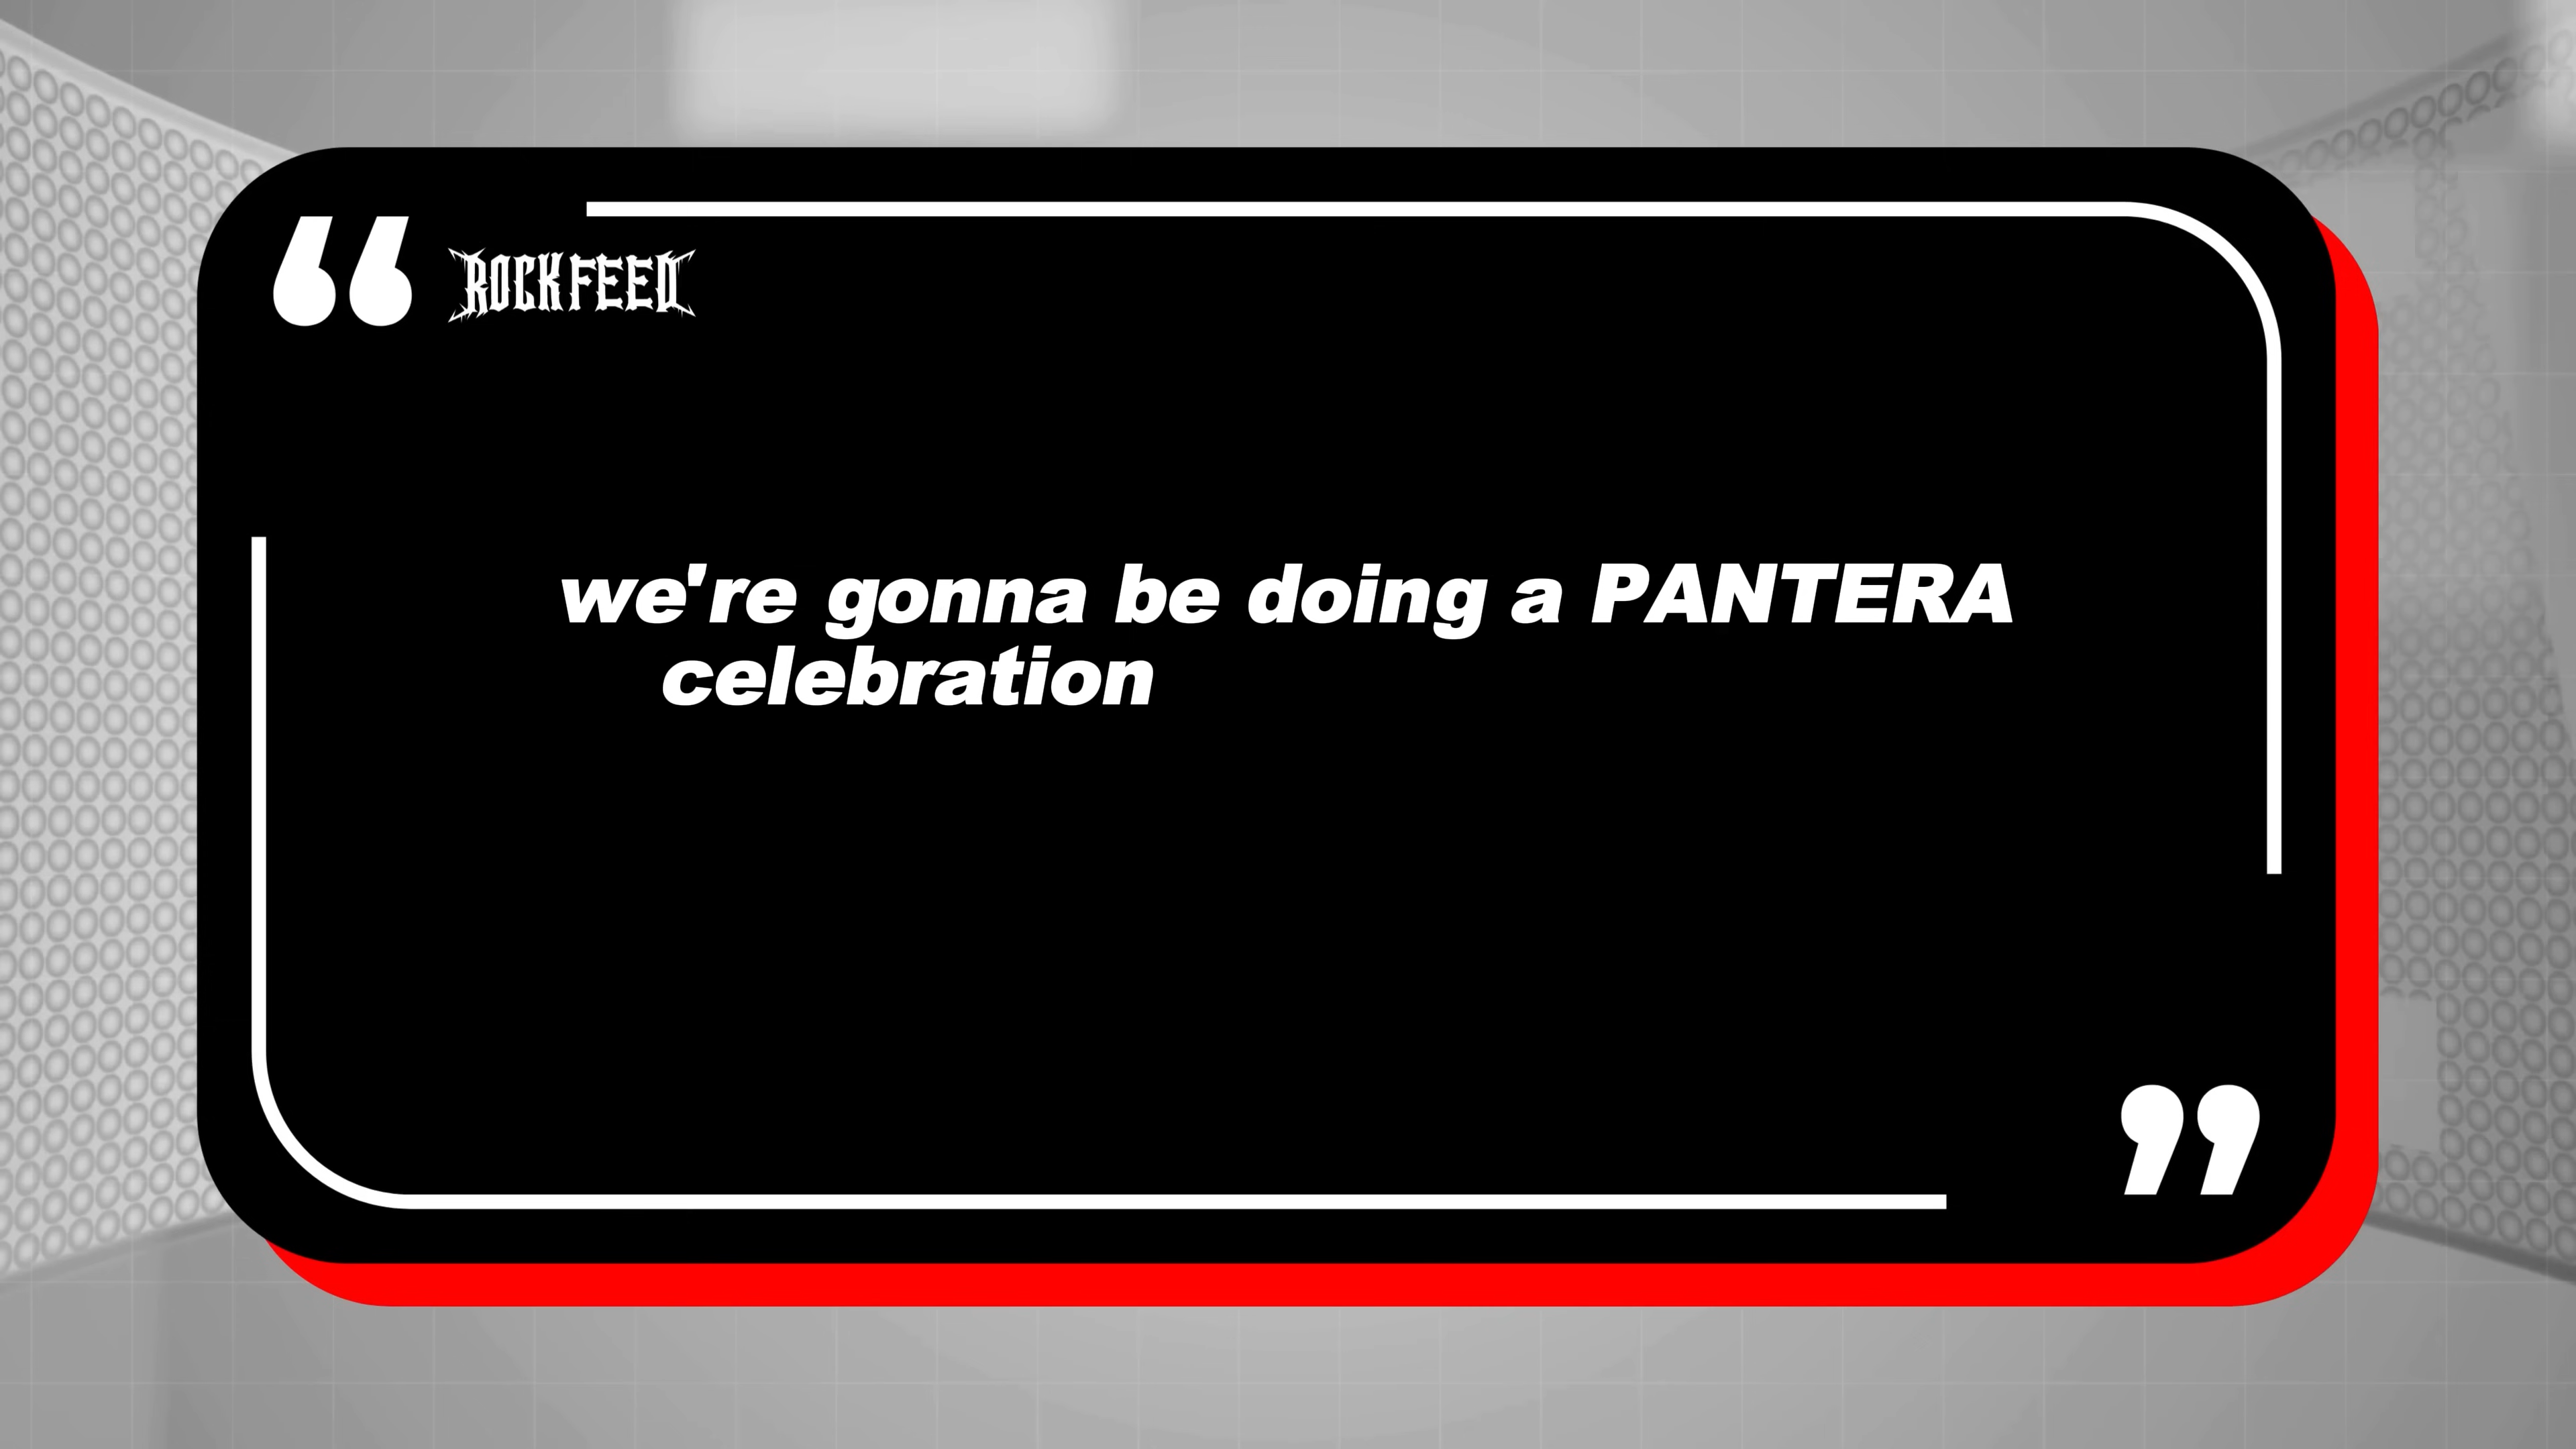 “ ROCKFEED
we're gonna be doing a PANTERA
celebration
”